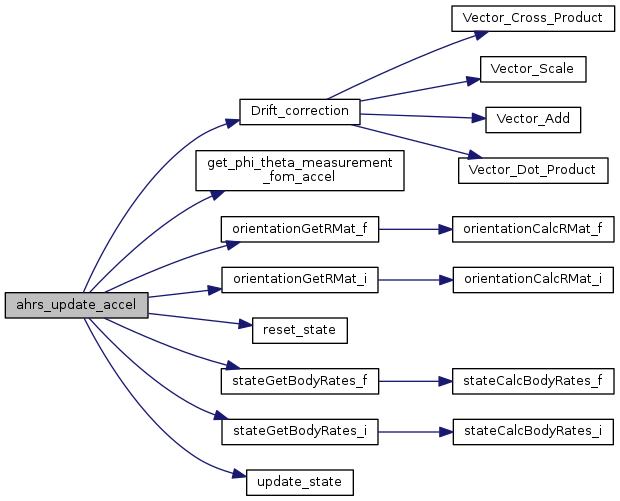 ahrs_update_accel
Drift_correction
Vector_Cross_Product
Vector_Scale
Vector_Add
Vector_Dot_Product
get_phi_theta_measurement
_fom_accel
orientationGetRMat_f
orientationCalcRMat_f
orientationGetRMat_i
orientationCalcRMat_i
reset_state
stateGetBodyRates_f
stateCalcBodyRates_f
stateGetBodyRates_i
stateCalcBodyRates_i
update_state